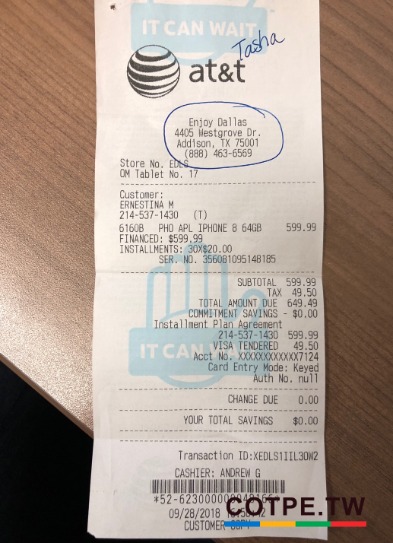 IT CAN WAIT
Tasha
at&t
Enjoy Dallas
4405 Westgrove Dr.
Addison, TX 75001
(888) 463-6569
Store No. EDLS
OM Tablet No. 17
Customer:
ERNESTINA M
214-537-1430 (T)
6160B PHO APL IPHONE 8 64GB 599.99
FINANCED: $599.99
INSTALLMENTS: 30X$20.00
SER. NO. 356081095148185
SUBTOTAL 599.99
TAX 49.50
TOTAL AMOUNT DUE 649.49
COMMITMENT SAVINGS - $0.00
Installment Plan Agreement
214-537-1430 599.99
VISA TENDERED 49.50
Acct No. XXXXXXXXXXXX7124
Card Entry Mode: Keyed
Auth No. null
IT CAN WAIT
CHANGE DUE 0.00
YOUR TOTAL SAVINGS $0.00
Transaction ID:XEDLS1IIL3OW2
CASHIER: ANDREW G
09/28/2018
CUSTOMER COPY
COTPE.TW